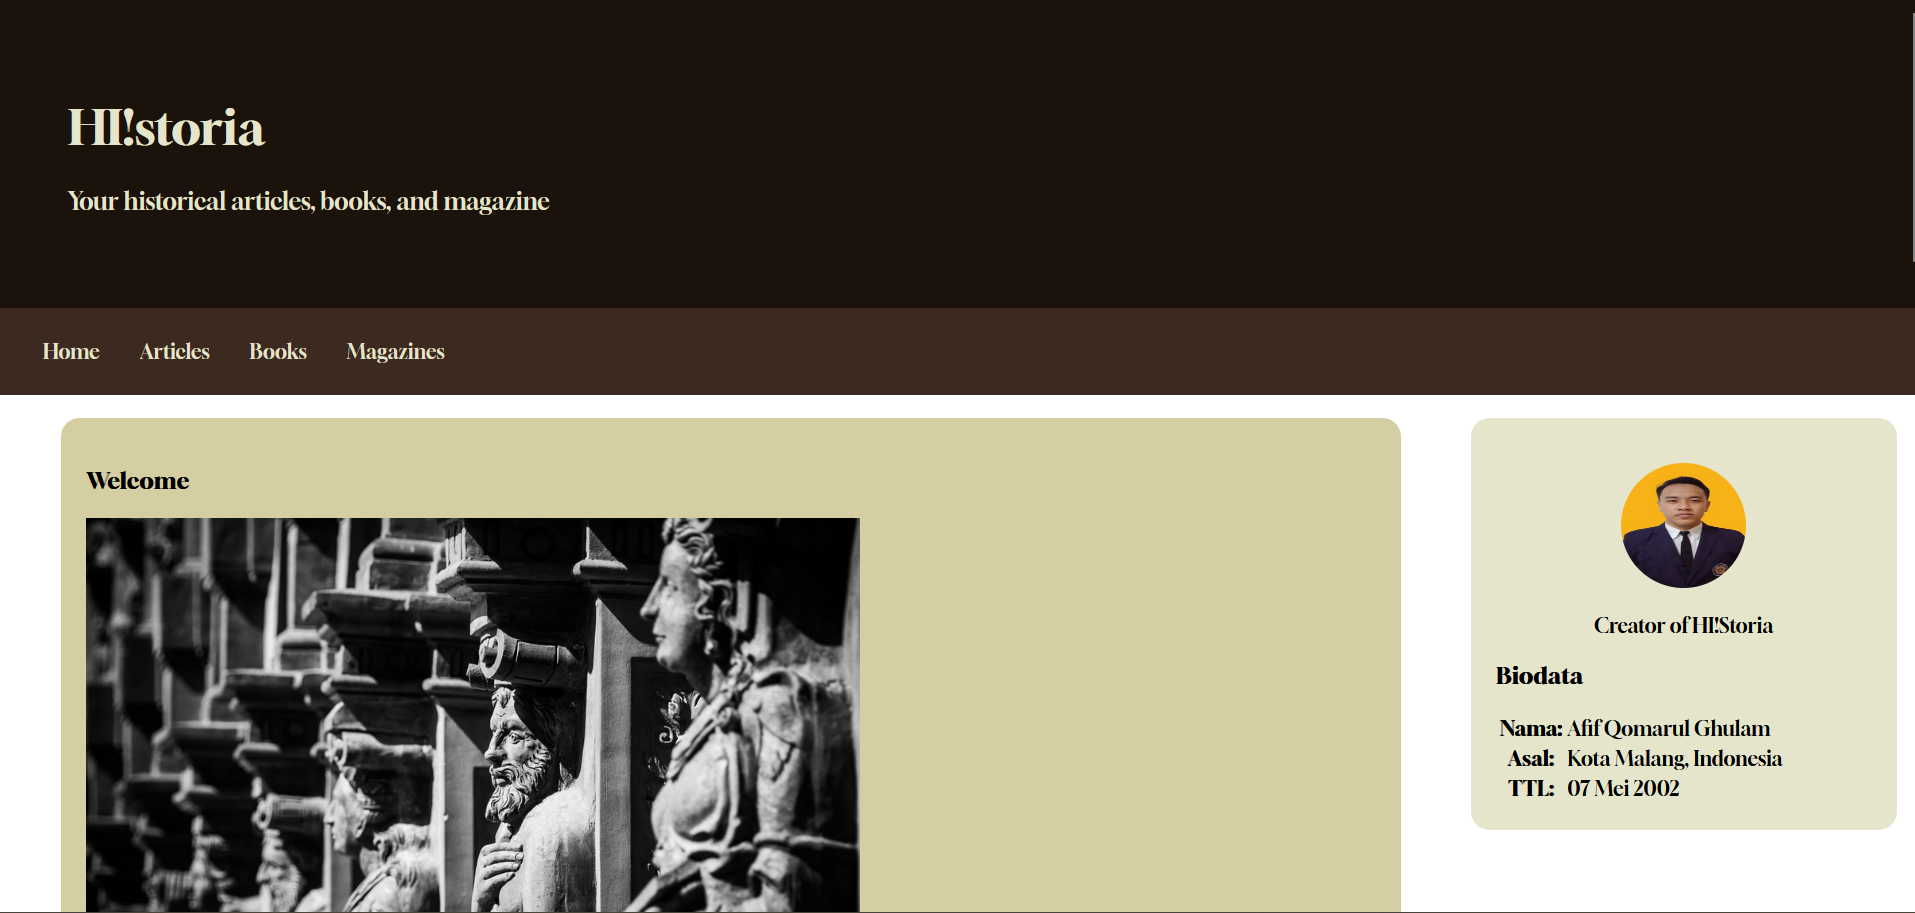 HI!storia
Your historical articles, books, and magazine
Home Articles Books Magazines
Welcome
Creator of HI!Storia
Biodata
Nama: Afif Qomarul Ghulam
Asal: Kota Malang, Indonesia
TTL: 07 Mei 2002